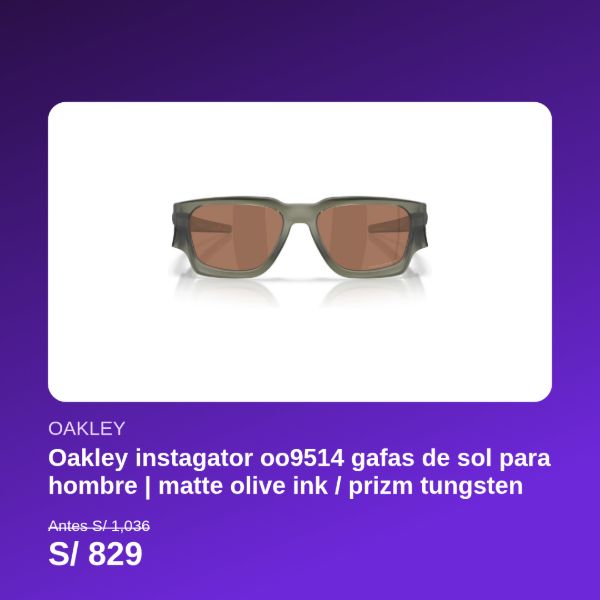 OAKLEY
Oakley instagator oo9514 gafas de sol para
hombre | matte olive ink / prizm tungsten
Antes S/ 1,036
S/ 829